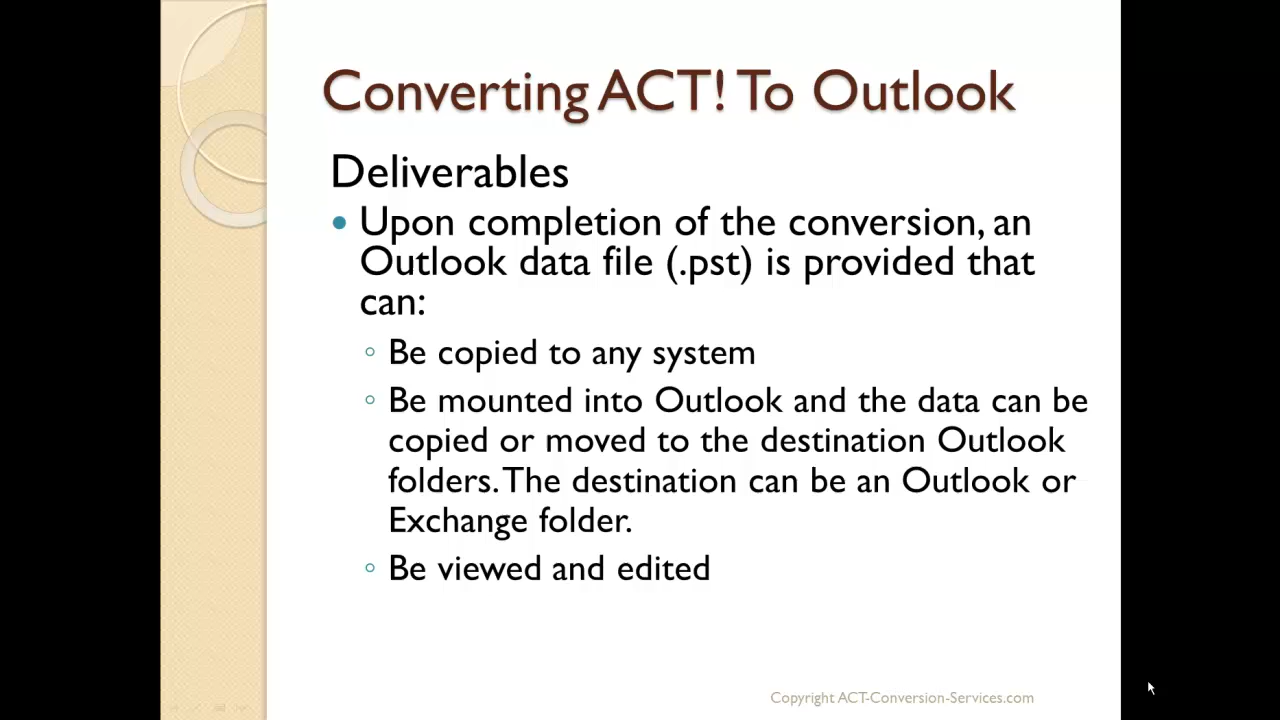 Converting ACT! To Outlook
Deliverables
Upon completion of the conversion, an
Outlook data file (.pst) is provided that
can:
Be copied to any system
Be mounted into Outlook and the data can be
copied or moved to the destination Outlook
folders. The destination can be an Outlook or
Exchange folder.
Be viewed and edited
Copyright ACT-Conversion-Services.com